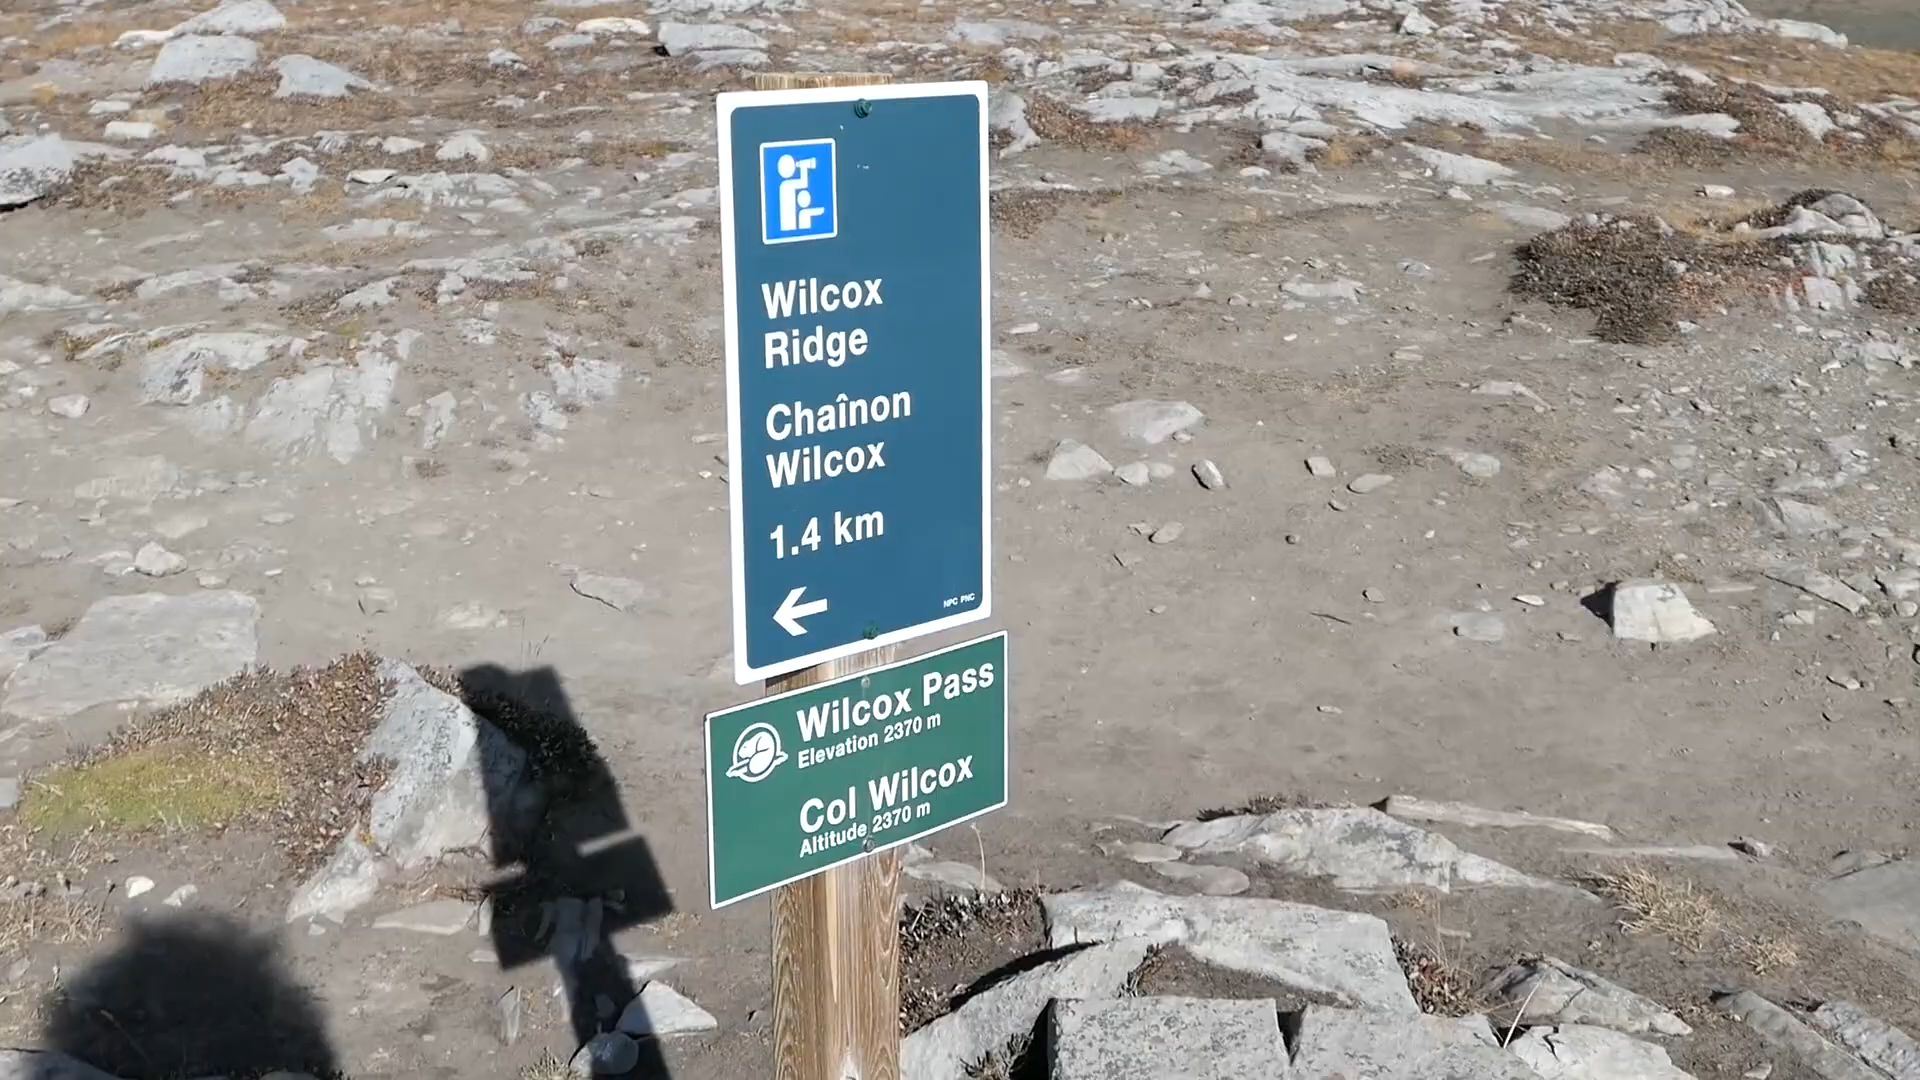 Wilcox
Ridge
Chaînon
Wilcox
1.4 km
NPC PNC
Wilcox Pass
Elevation 2370 m
Col Wilcox
Altitude 2370 m